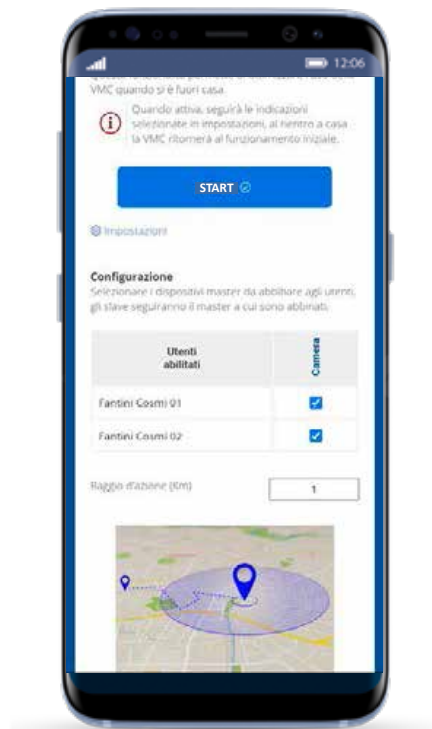 12:06
VMC quando si è fuori casa.
Quando attiva, seguirà le indicazioni
selezionate in impostazioni, al rientro a casa
la VMC ritornerà al funzionamento iniziale.
START
Impostazioni
Configurazione
Selezionare i dispositivi master da abbinare agli utenti,
gli slave seguiranno il master a cui sono abbinati.
Utenti
abilitati
Camera
Fantini Cosmi 01
Fantini Cosmi 02
Raggio d'azione (Km)
1